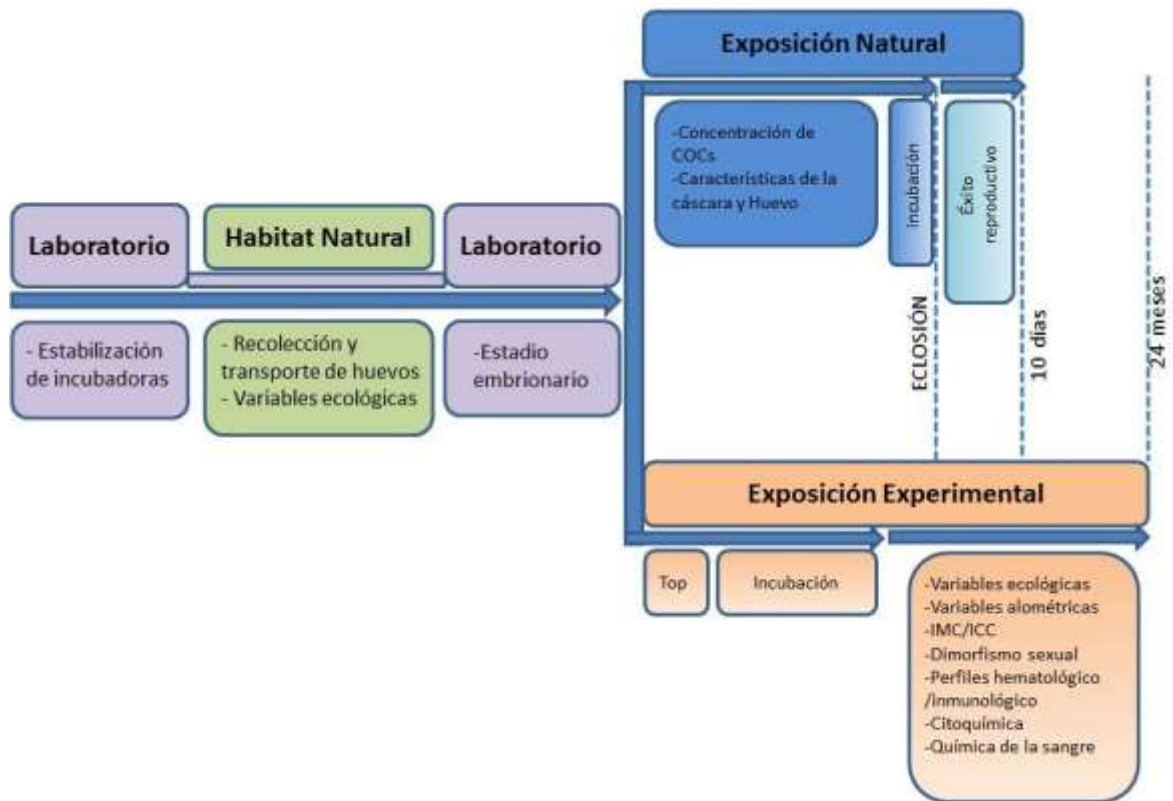 Exposición Natural
-Concentración de
COCs
-Características de la
cáscara y Huevo
Incubación
Éxito
reproductivo
Laboratorio
Habitat Natural
Laboratorio
- Estabilización
de incubadoras
- Recolección y
transporte de huevos
- Variables ecológicas
-Estadio
embrionario
ECLOSIÓN
10 días
24 meses
Exposición Experimental
Top
Incubación
-Variables ecológicas
-Variables alométricas
-IMC/ICC
-Dimorfismo sexual
-Perfiles hematológico
/inmunológico
-Citoquímica
-Química de la sangre